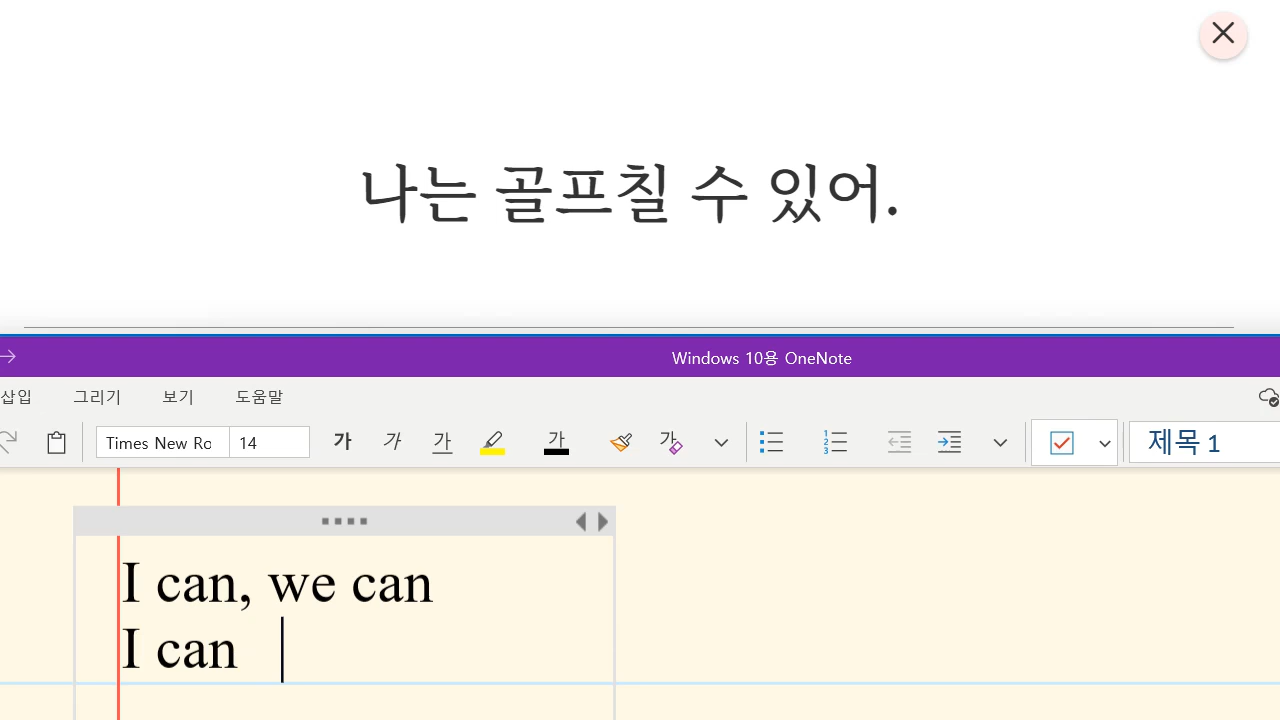 나는 골프칠 수 있어.
Windows 10용 OneNote
삽입 그리기 보기 도움말
Times New Ro 14 가 가 가 가 가 제목 1
I can, we can
I can